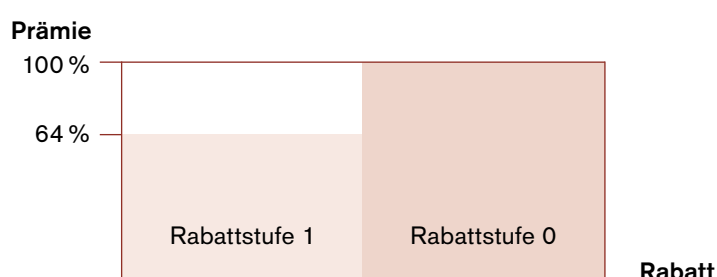 Prämie
100 %
64 %
Rabattstufe 1
Rabattstufe 0
Rabatt